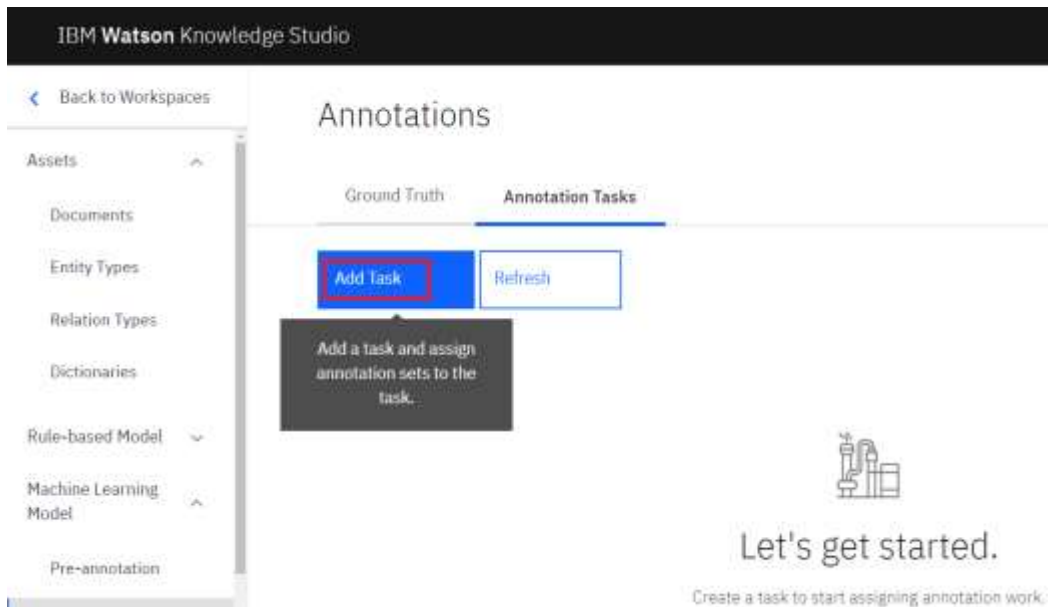 IBM Watson Knowledge Studio
Back to Workspaces
Assets
Documents
Entity Types
Relation Types
Dictionaries
Rule-based Model
Machine Learning
Model
Pre-annotation
Annotations
Ground Truth
Annotation Tasks
Add Task
Refresh
Add a task and assign
annotation sets to the
task.
Let's get started.
Create a task to start assigning annotation work.